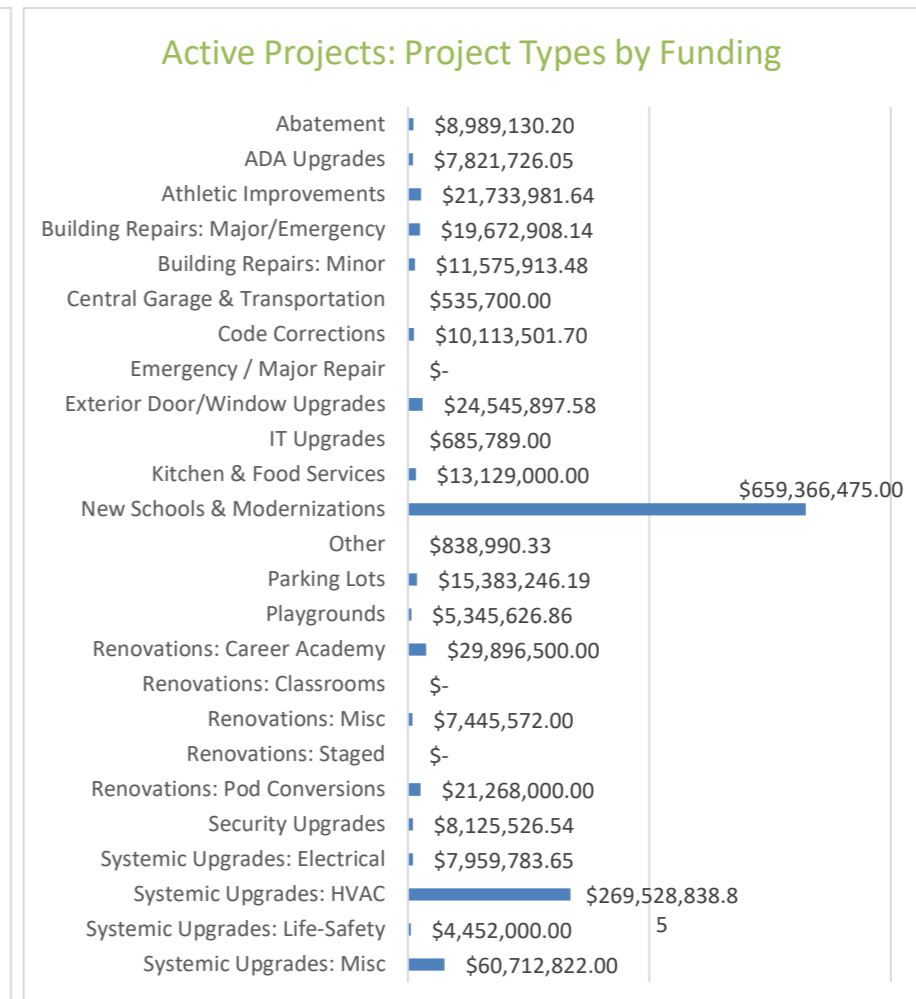 Active Projects: Project Types by Funding
Abatement $8,989,130.20
ADA Upgrades $7,821,726.05
Athletic Improvements $21,733,981.64
Building Repairs: Major/Emergency $19,672,908.14
Building Repairs: Minor $11,575,913.48
Central Garage & Transportation $535,700.00
Code Corrections $10,113,501.70
Emergency / Major Repair $-
Exterior Door/Window Upgrades $24,545,897.58
IT Upgrades $685,789.00
Kitchen & Food Services $13,129,000.00
New Schools & Modernizations $659,366,475.00
Other $838,990.33
Parking Lots $15,383,246.19
Playgrounds $5,345,626.86
Renovations: Career Academy $29,896,500.00
Renovations: Classrooms $-
Renovations: Misc $7,445,572.00
Renovations: Staged $-
Renovations: Pod Conversions $21,268,000.00
Security Upgrades $8,125,526.54
Systemic Upgrades: Electrical $7,959,783.65
Systemic Upgrades: HVAC $269,528,838.8
5
Systemic Upgrades: Life-Safety $4,452,000.00
Systemic Upgrades: Misc $60,712,822.00